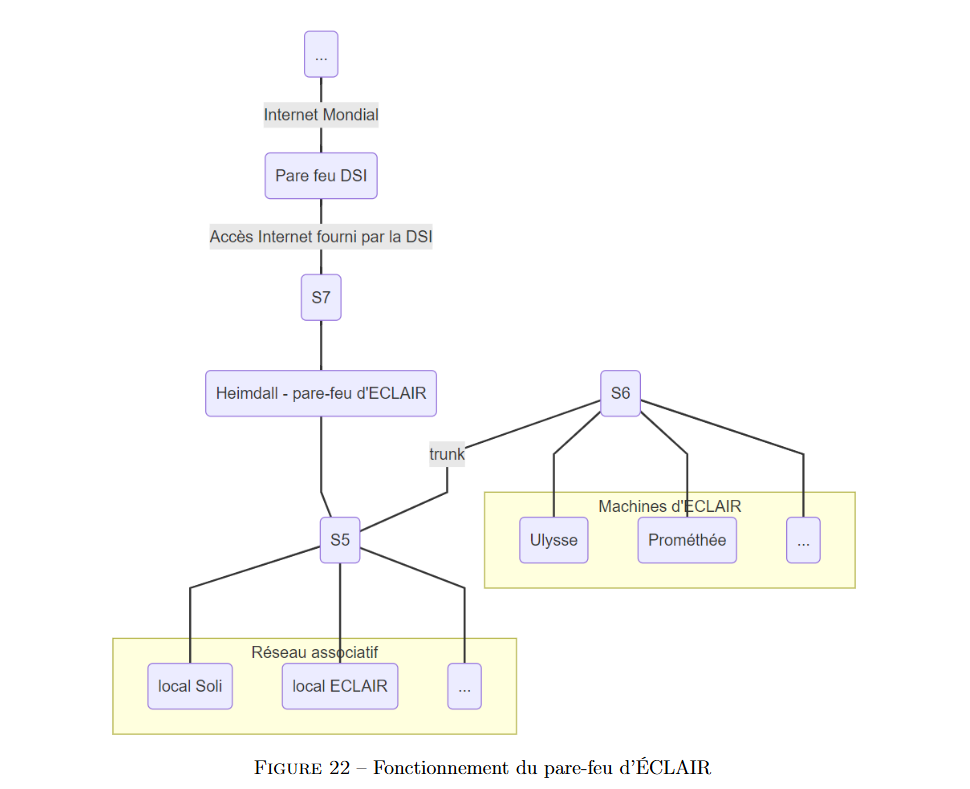 ...
Internet Mondial
Pare feu DSI
Accès Internet fourni par la DSI
S7
Heimdall - pare-feu d'ECLAIR
S6
trunk
Machines d'ECLAIR
S5
Ulysse
Prométhée
...
Réseau associatif
local Soli
local ECLAIR
...
FIGURE 22 – Fonctionnement du pare-feu d'ÉCLAIR